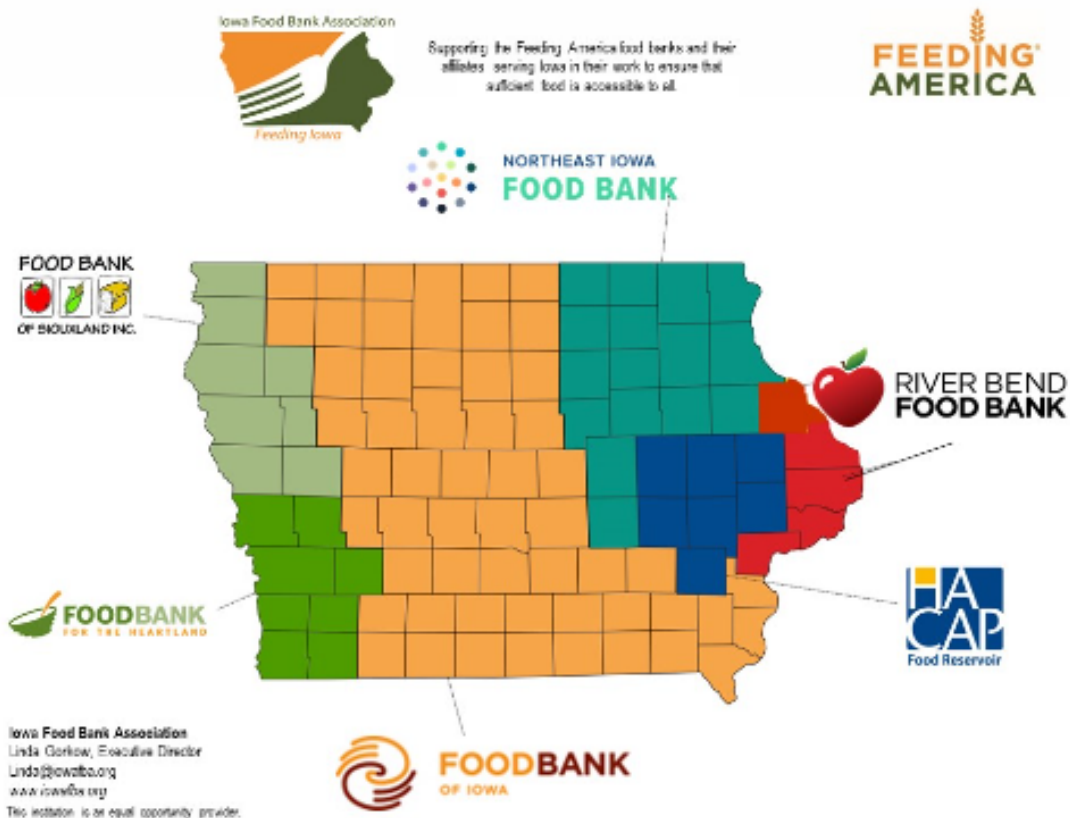 Iowa Food Bank Association
Feeding Iowa
Supporting the Feeding America food banks and their
affiliates serving Iowa in their work to ensure that
sufficient food is accessible to all.
FEEDING®
AMERICA
NORTHEAST IOWA
FOOD BANK
FOOD BANK
OF SIOUXLAND INC.
RIVER BEND
FOOD BANK
FOODBANK
FOR THE HEARTLAND
HA
CAP
Food Reservoir
FOODBANK
OF IOWA
Iowa Food Bank Association
Linda Gorkow, Executive Director
Linda@iowafba.org
www.iowafba.org
This institution is an equal opportunity provider.